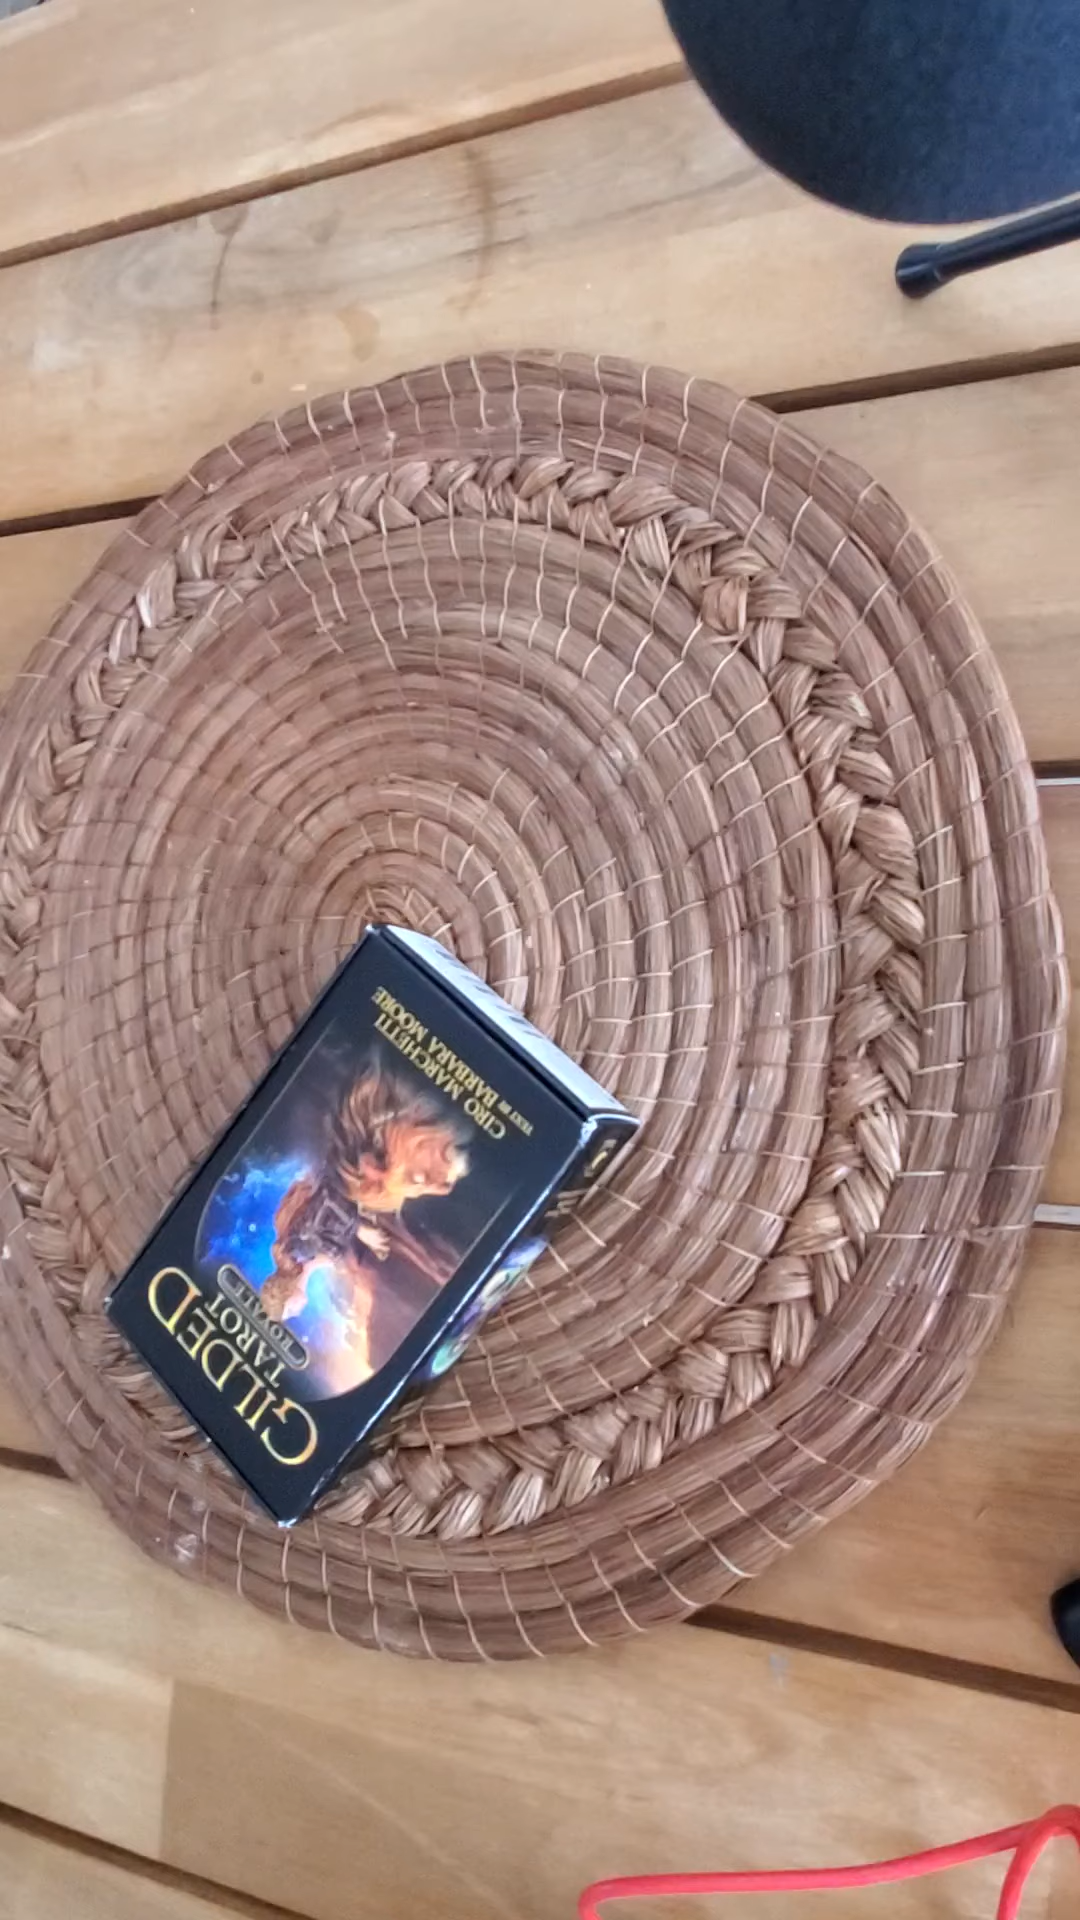 GILDED
TAROT
ROYALE
CIRO MARCHETTI
TEXT BY BARBARA MOORE